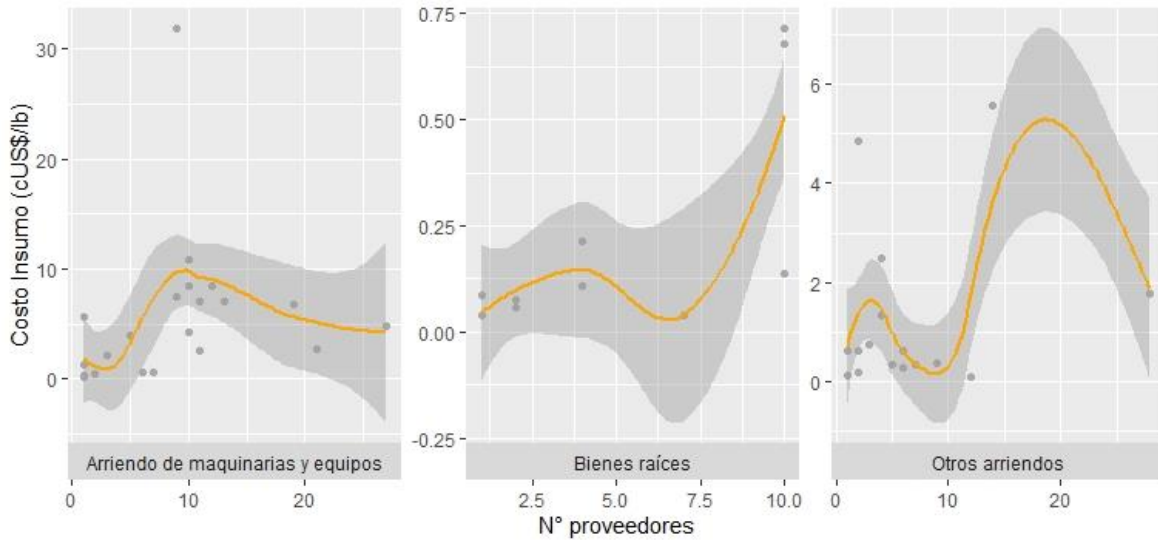 Costo Insumo (cUS$/lb)
30
20
10
0
0.75
0.50
0.25
0.00
-0.25
6
4
2
0
Arriendo de maquinarias y equipos
Bienes raíces
Otros arriendos
0 10 20
2.5 5.0 7.5 10.0
0 10 20
N° proveedores